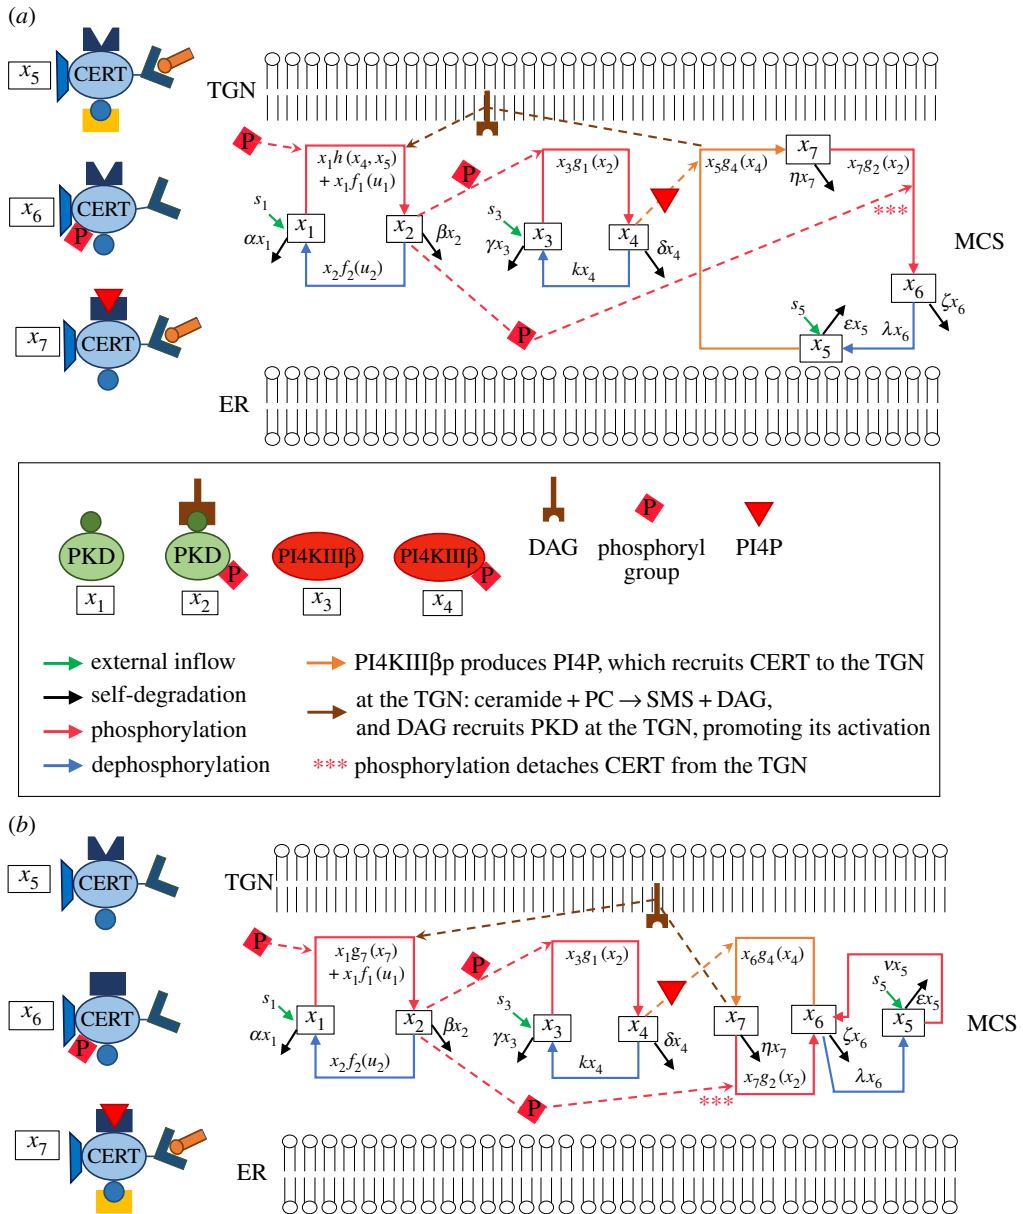 (a)
x5
CERT
x6
CERT
P
x7
CERT
TGN
P
x1h(x4, x5)
+ x1f1(u1)
s1
αx1
x1
x2
βx2
x2f2(u2)
P
x3g1(x2)
s3
γx3
x3
x4
δx4
kx4
P
x5g4(x4)
x7
ηx7
x7g2(x2)
***
MCS
x6
ζx6
s5
εx5
λx6
x5
ER
PKD
x1
PKD
P
x2
PI4KIIIβ
x3
PI4KIIIβ
P
x4
DAG
P
phosphoryl
group
PI4P
external inflow
self-degradation
phosphorylation
dephosphorylation
PI4KIIIβp produces PI4P, which recruits CERT to the TGN
at the TGN: ceramide + PC → SMS + DAG,
and DAG recruits PKD at the TGN, promoting its activation
*** phosphorylation detaches CERT from the TGN
(b)
x5
CERT
x6
CERT
P
x7
CERT
TGN
P
x1g7(x7)
+ x1f1(u1)
s1
αx1
x1
x2
βx2
x2f2(u2)
P
x3g1(x2)
s3
γx3
x3
x4
δx4
kx4
P
x6g4(x4)
x7
ηx7
x7g2(x2)
***
x6
ζx6
νx5
s5
εx5
x5
λx6
MCS
ER